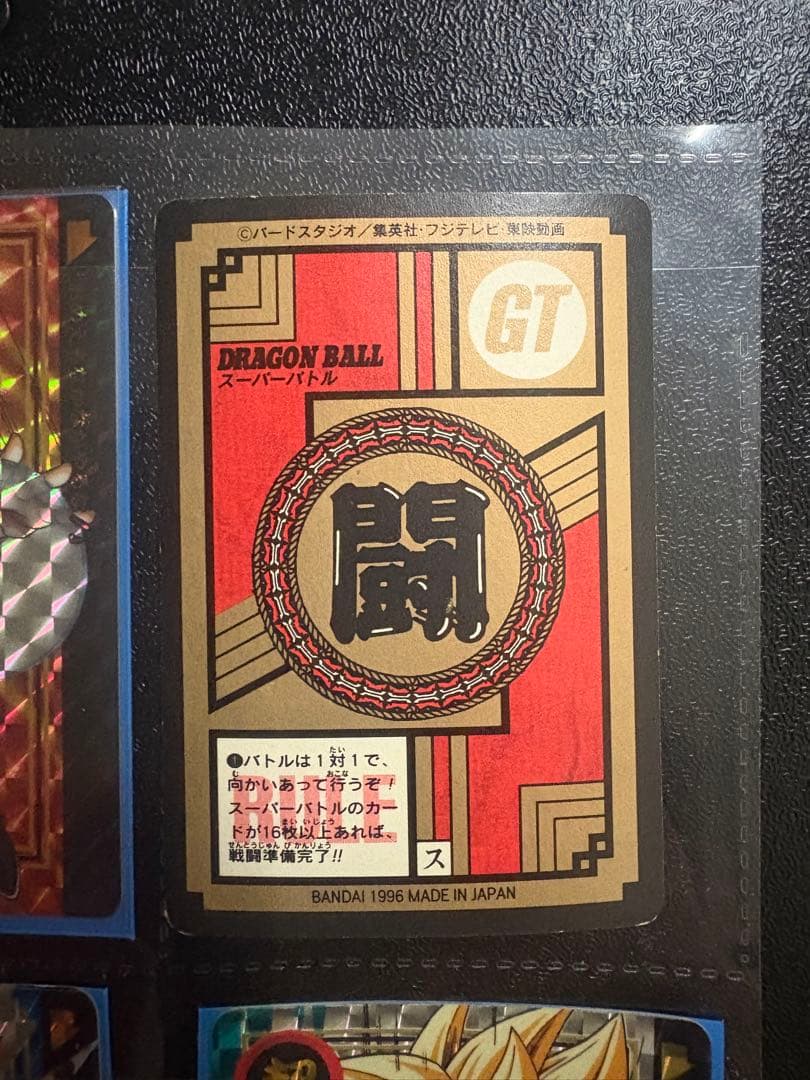 ©バードスタジオ／集英社・フジテレビ・東映動画
GT
DRAGON BALL
スーパーバトル
闘
RULE
❶バトルは1対1で、
向かいあって行うぞ！
スーパーバトルのカー
ドが16枚以上あれば、
戦闘準備完了!!
ス
BANDAI 1996 MADE IN JAPAN